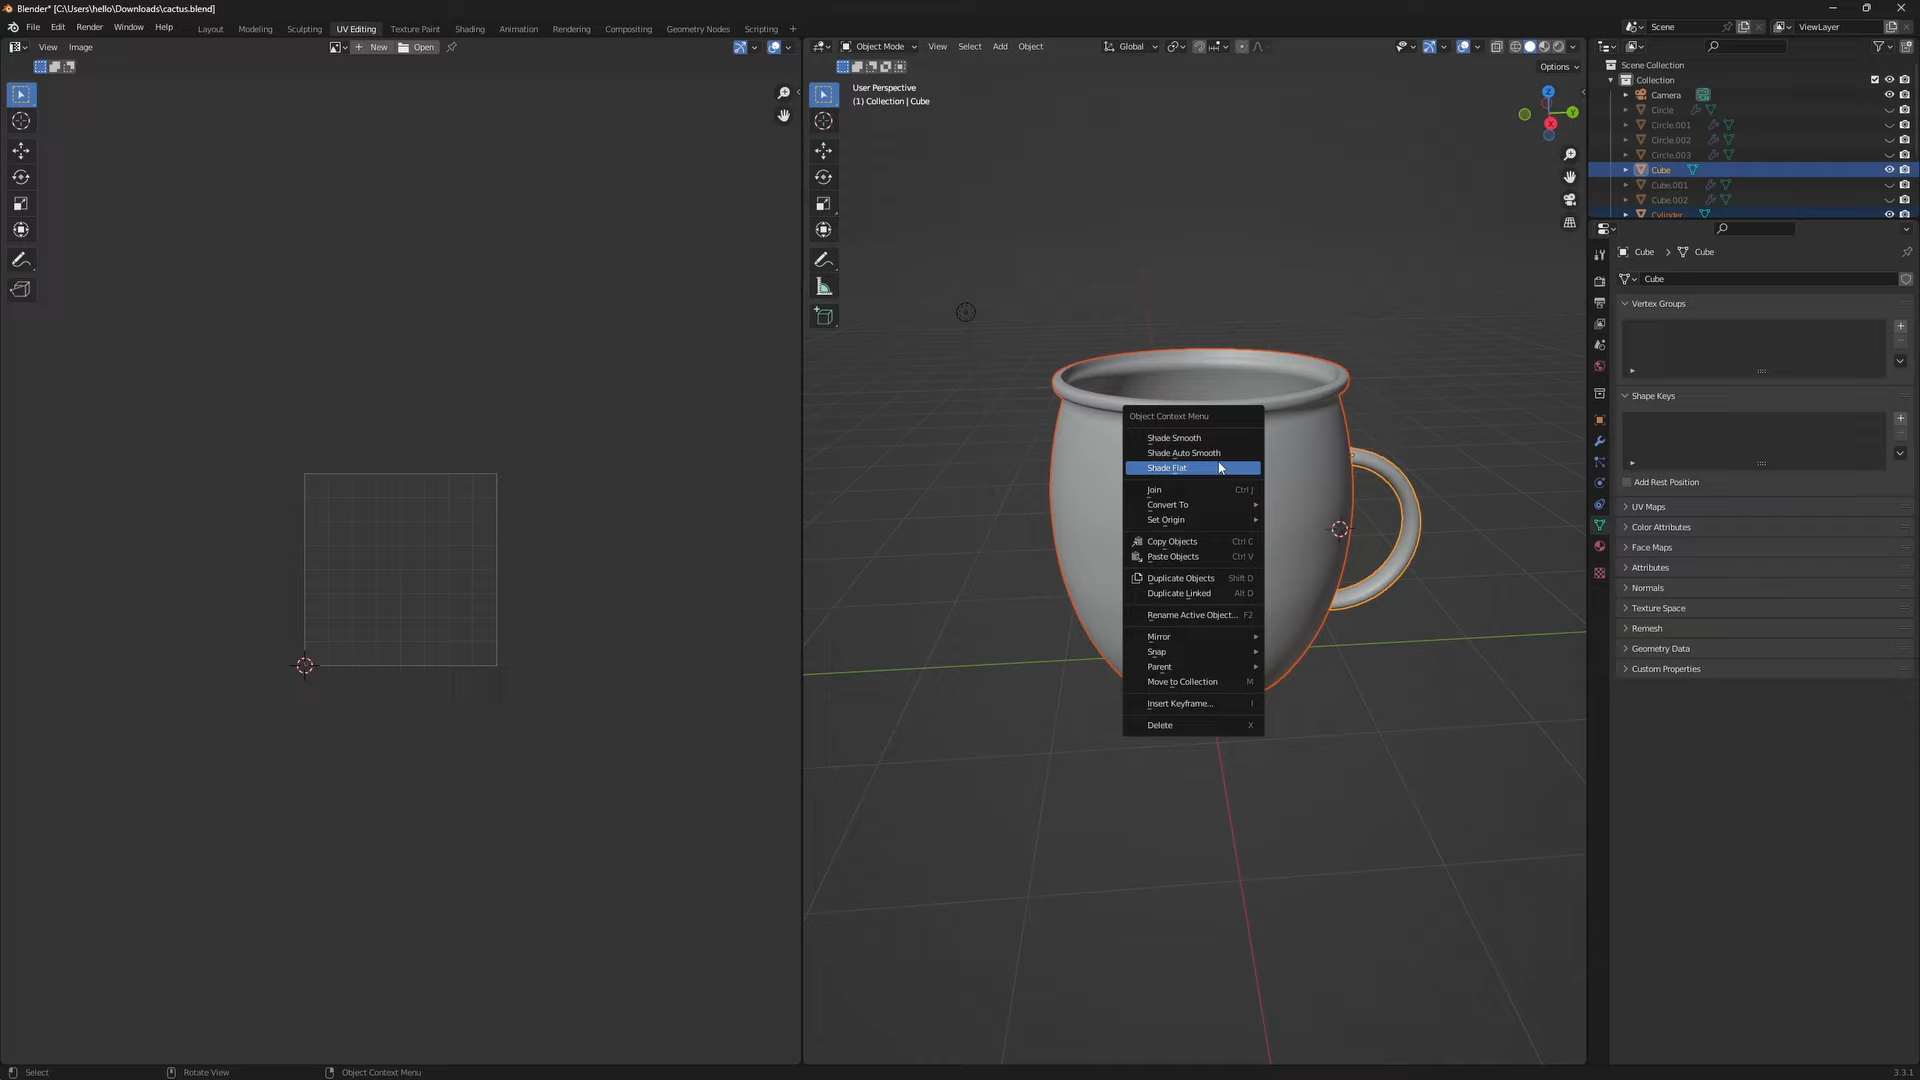 Blender* [C:\Users\hello\Downloads\cactus.blend]
File Edit Render Window Help
Layout Modeling Sculpting UV Editing Texture Paint Shading Animation Rendering Compositing Geometry Nodes Scripting +
Scene
ViewLayer
View Image
+ New Open
Object Mode View Select Add Object
Global
Options
User Perspective
(1) Collection | Cube
Z
Y
X
Scene Collection
Collection
Camera
Circle
Circle.001
Circle.002
Circle.003
Cube
Cube.001
Cube.002
Cylinder
Cube > Cube
Cube
Vertex Groups
Shape Keys
Add Rest Position
UV Maps
Color Attributes
Face Maps
Attributes
Normals
Texture Space
Remesh
Geometry Data
Custom Properties
Object Context Menu
Shade Smooth
Shade Auto Smooth
Shade Flat
Join Ctrl J
Convert To
Set Origin
Copy Objects Ctrl C
Paste Objects Ctrl V
Duplicate Objects Shift D
Duplicate Linked Alt D
Rename Active Object... F2
Mirror
Snap
Parent
Move to Collection M
Insert Keyframe... I
Delete X
Select
Rotate View
Object Context Menu
3.3.1